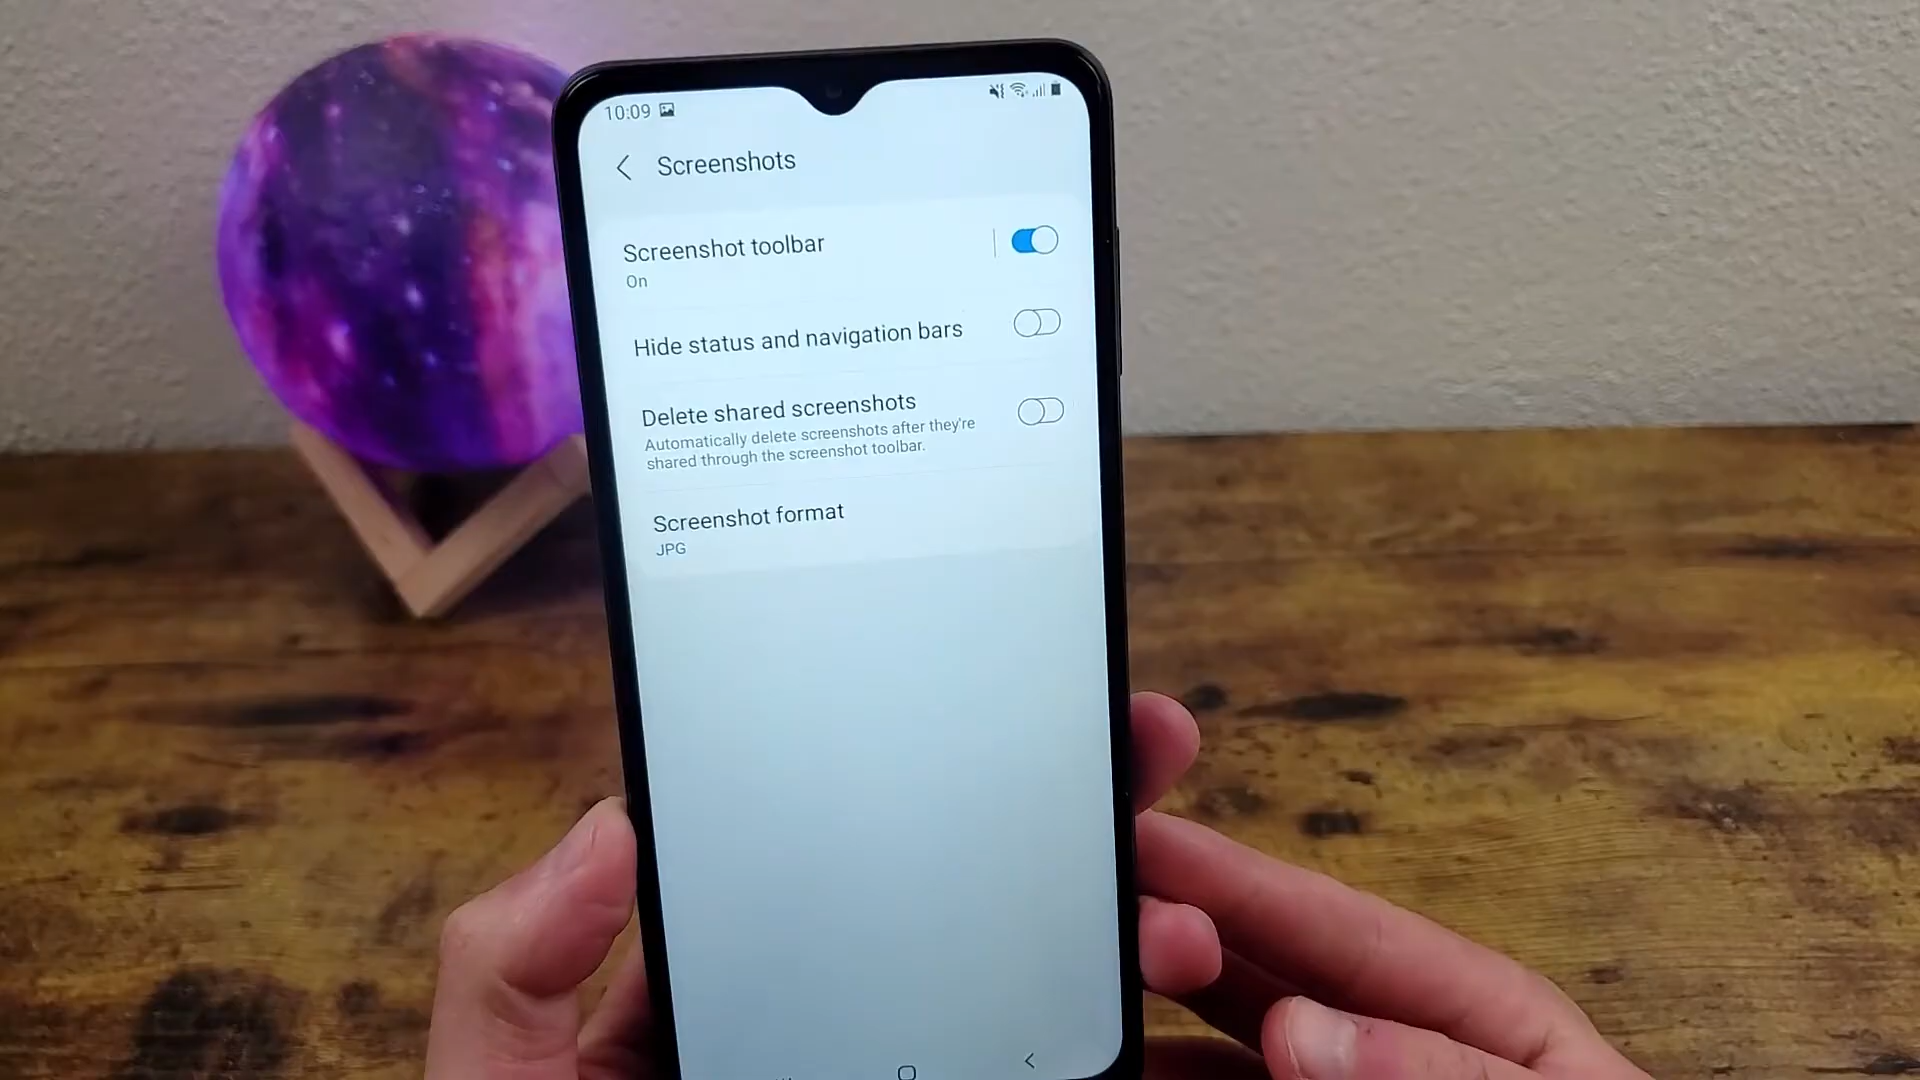 10:09
Screenshots
Screenshot toolbar
On
Hide status and navigation bars
Delete shared screenshots
Automatically delete screenshots after they're
shared through the screenshot toolbar.
Screenshot format
JPG